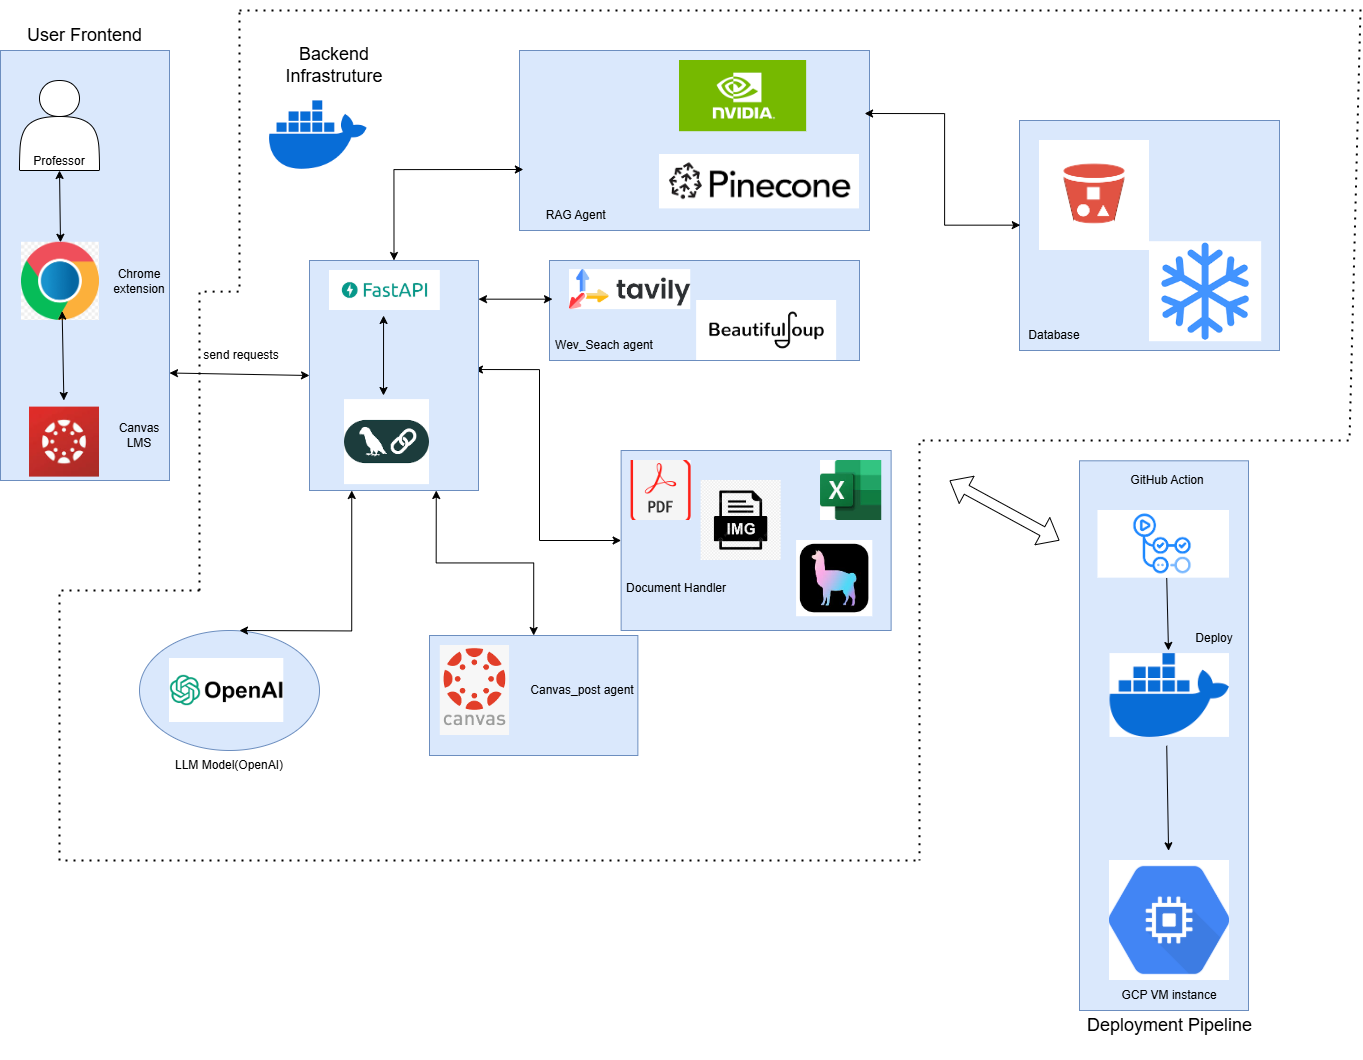 User Frontend
Professor
Chrome
extension
Canvas
LMS
send requests
Backend
Infrastruture
NVIDIA.
Pinecone
RAG Agent
FastAPI
tavily
BeautifulSoup
Wev_Seach agent
Database
PDF
IMG
X
Document Handler
OpenAI
LLM Model(OpenAI)
canvas
Canvas_post agent
GitHub Action
Deploy
GCP VM instance
Deployment Pipeline